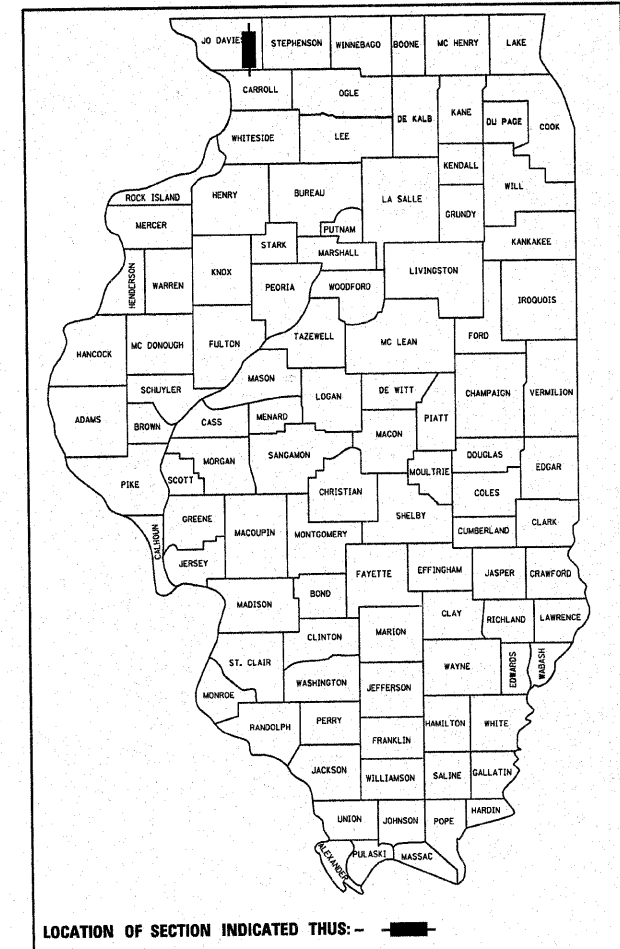 JO DAVIES
STEPHENSON
WINNEBAGO
BOONE
MC HENRY
LAKE
CARROLL
OGLE
DE KALB
KANE
DU PAGE
COOK
WHITESIDE
LEE
KENDALL
WILL
ROCK ISLAND
HENRY
BUREAU
LA SALLE
GRUNDY
MERCER
PUTNAM
STARK
MARSHALL
KANKAKEE
HENDERSON
WARREN
KNOX
PEORIA
WOODFORD
LIVINGSTON
IROQUOIS
HANCOCK
MC DONOUGH
FULTON
TAZEWELL
MC LEAN
FORD
MASON
SCHUYLER
LOGAN
DE WITT
CHAMPAIGN
VERMILION
ADAMS
BROWN
CASS
MENARD
MACON
PIATT
PIKE
SCOTT
MORGAN
SANGAMON
CHRISTIAN
MOULTRIE
DOUGLAS
EDGAR
COLES
CALHOUN
GREENE
MACOUPIN
MONTGOMERY
SHELBY
CUMBERLAND
CLARK
JERSEY
FAYETTE
EFFINGHAM
JASPER
CRAWFORD
MADISON
BOND
CLAY
RICHLAND
LAWRENCE
CLINTON
MARION
ST. CLAIR
WASHINGTON
JEFFERSON
WAYNE
EDWARDS
WABASH
MONROE
RANDOLPH
PERRY
HAMILTON
WHITE
FRANKLIN
JACKSON
WILLIAMSON
SALINE
GALLATIN
UNION
JOHNSON
POPE
HARDIN
ALEXANDER
PULASKI
MASSAC
LOCATION OF SECTION INDICATED THUS: -